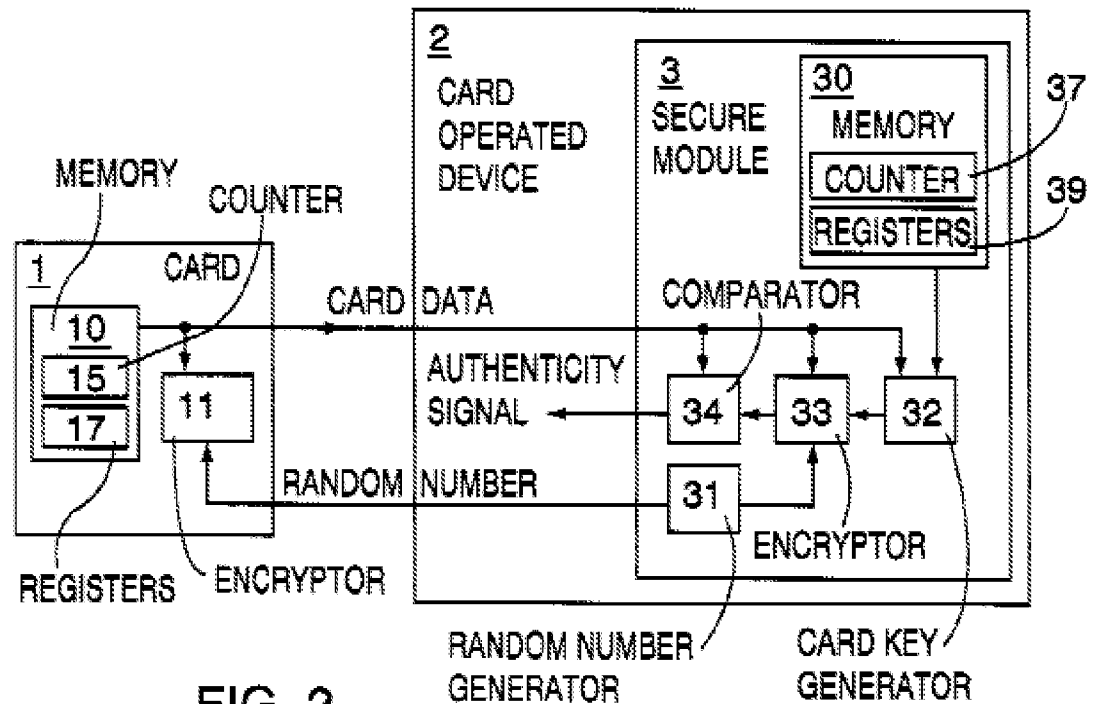 2
CARD
OPERATED
DEVICE
3
SECURE
MODULE
30
MEMORY
COUNTER
REGISTERS
37
39
MEMORY
COUNTER
1
CARD
10
15
17
11
CARD DATA
COMPARATOR
AUTHENTICITY
SIGNAL
34
33
32
RANDOM NUMBER
31
ENCRYPTOR
REGISTERS
ENCRYPTOR
RANDOM NUMBER
GENERATOR
CARD KEY
GENERATOR